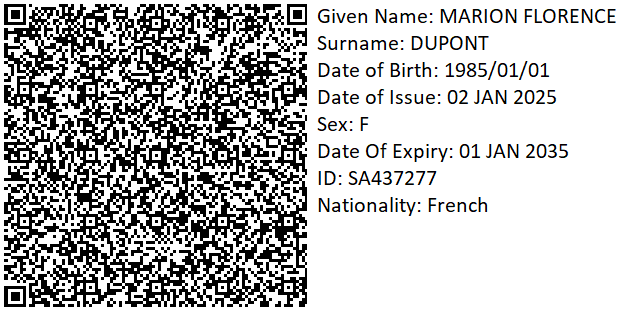 Given Name: MARION FLORENCE
Surname: DUPONT
Date of Birth: 1985/01/01
Date of Issue: 02 JAN 2025
Sex: F
Date Of Expiry: 01 JAN 2035
ID: SA437277
Nationality: French